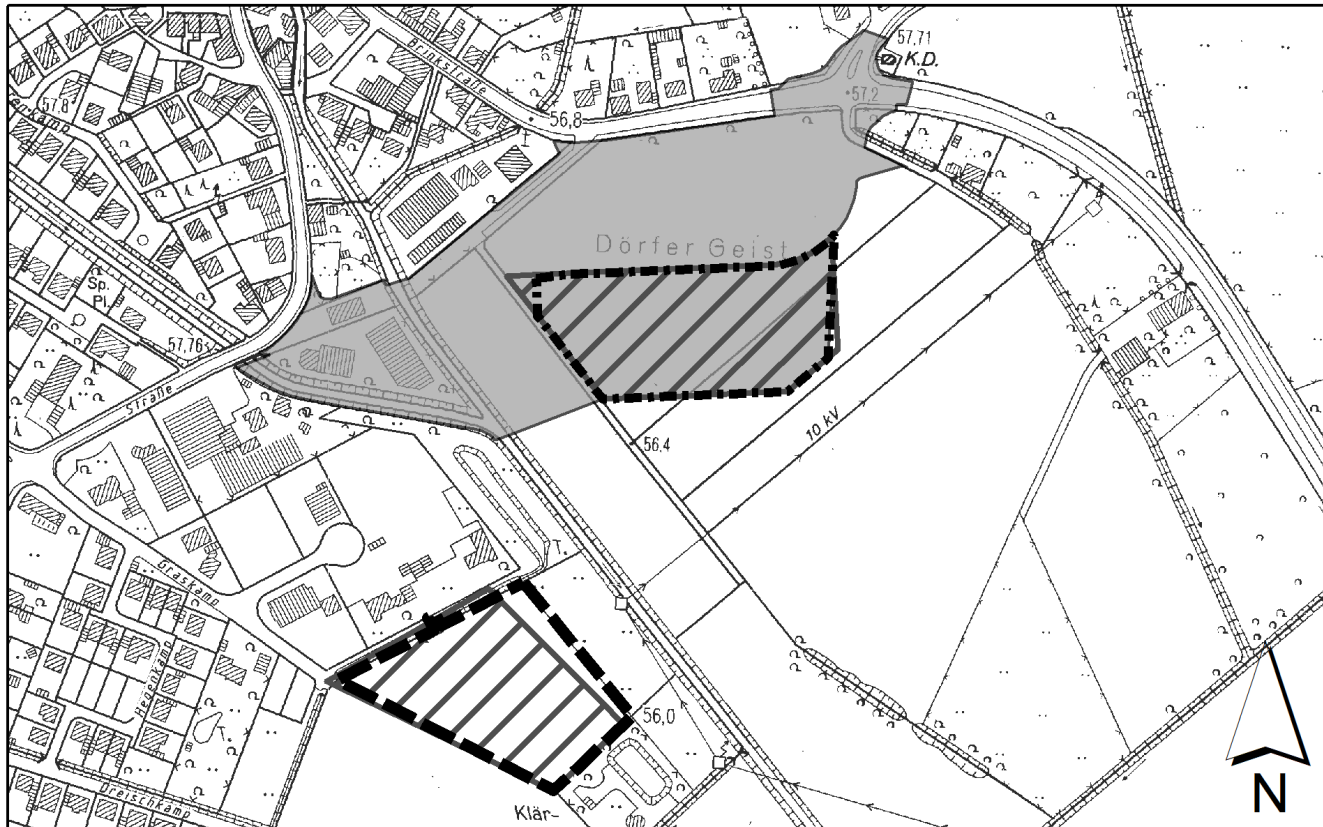 57,71
K.D.
57,2
Brinkstraße
57,8
56,8
Kamp
Dörfer Geist
Sp.
Pl.
57,76
Straße
10 kV
56,4
T.
Graskamp
Hegenkamp
T.
56,0
Dreischkamp
Klär-
N